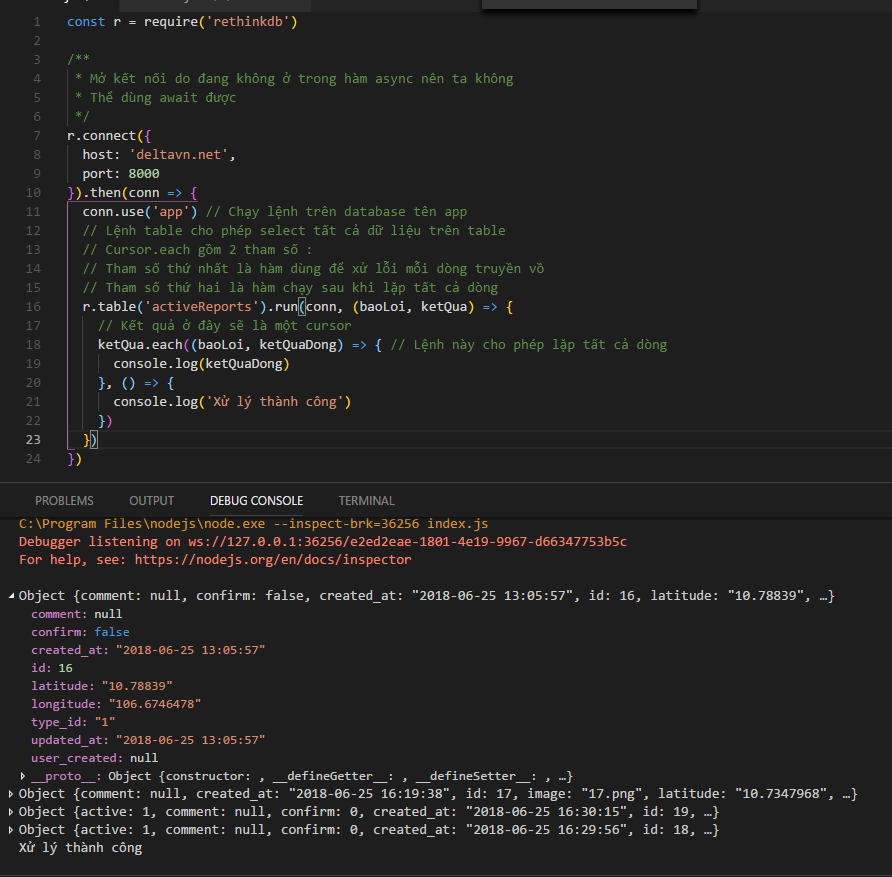 1 const r = require('rethinkdb')
2
3 /**
4 * Mở kết nối do đang không ở trong hàm async nên ta không
5 * Thể dùng await được
6 */
7 r.connect({
8 host: 'deltavn.net',
9 port: 8000
10 }).then(conn => {
11 conn.use('app') // Chạy lệnh trên database tên app
12 // Lệnh table cho phép select tất cả dữ liệu trên table
13 // Cursor.each gồm 2 tham số :
14 // Tham số thứ nhất là hàm dùng để xử lỗi mỗi dòng truyền vồ
15 // Tham số thứ hai là hàm chạy sau khi lặp tất cả dòng
16 r.table('activeReports').run(conn, (baoLoi, ketQua) => {
17 // Kết quả ở đây sẽ là một cursor
18 ketQua.each((baoLoi, ketQuaDong) => { // Lệnh này cho phép lặp tất cả dòng
19 console.log(ketQuaDong)
20 }, () => {
21 console.log('Xử lý thành công')
22 })
23 })
24 })
PROBLEMS OUTPUT DEBUG CONSOLE TERMINAL
C:\Program Files\nodejs\node.exe --inspect-brk=36256 index.js
Debugger listening on ws://127.0.0.1:36256/e2ed2eae-1801-4e19-9967-d66347753b5c
For help, see: https://nodejs.org/en/docs/inspector
Object {comment: null, confirm: false, created_at: "2018-06-25 13:05:57", id: 16, latitude: "10.78839", …}
comment: null
confirm: false
created_at: "2018-06-25 13:05:57"
id: 16
latitude: "10.78839"
longitude: "106.6746478"
type_id: "1"
updated_at: "2018-06-25 13:05:57"
user_created: null
__proto__: Object {constructor: , __defineGetter__: , __defineSetter__: , …}
Object {comment: null, created_at: "2018-06-25 16:19:38", id: 17, image: "17.png", latitude: "10.7347968", …}
Object {active: 1, comment: null, confirm: 0, created_at: "2018-06-25 16:30:15", id: 19, …}
Object {active: 1, comment: null, confirm: 0, created_at: "2018-06-25 16:29:56", id: 18, …}
Xử lý thành công